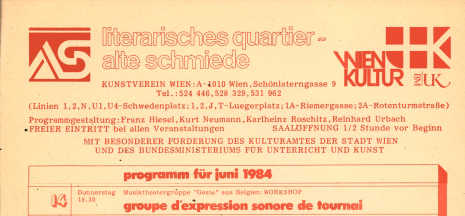 AS
literarisches quartier-
alte schmiede
WIEN
KULTUR
BM
UK
KUNSTVEREIN WIEN:A-1010 Wien,Schönlaterngasse 9
Tel.:524 446,528 329,531 962
(Linien 1,2,N,U1,U4-Schwedenplatz;1,2,J,T-Luegerplatz;1A-Riemergasse;2A-Rotenturmstraße)
Programmgestaltung:Franz Hiesel,Kurt Neumann,Karlheinz Roschitz,Reinhard Urbach
FREIER EINTRITT bei allen Veranstaltungen SAALÖFFNUNG 1/2 Stunde vor Beginn
MIT BESONDERER FÖRDERUNG DES KULTURAMTES DER STADT WIEN
UND DES BUNDESMINISTERIUMS FÜR UNTERRICHT UND KUNST
programm für juni 1984
14 Donnerstag Musiktheatergruppe "Geste" aus Belgien:WORKSHOP
18.30 groupe d'expression sonore de tournai